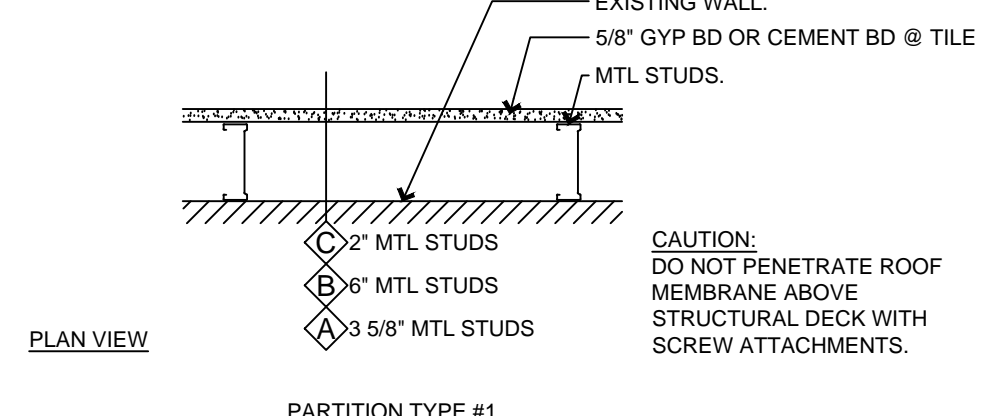 EXISTING WALL.
5/8" GYP BD OR CEMENT BD @ TILE
MTL STUDS.
C 2" MTL STUDS
B 6" MTL STUDS
A 3 5/8" MTL STUDS
CAUTION:
DO NOT PENETRATE ROOF
MEMBRANE ABOVE
STRUCTURAL DECK WITH
SCREW ATTACHMENTS.
PLAN VIEW
PARTITION TYPE #1